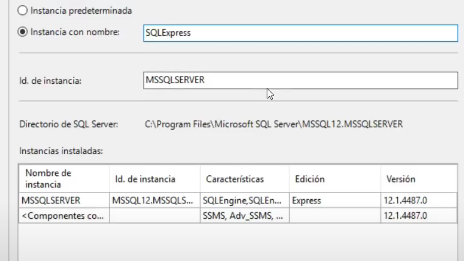 Instancia predeterminada
Instancia con nombre: SQLExpress
Id. de instancia: MSSQLSERVER
Directorio de SQL Server: C:\Program Files\Microsoft SQL Server\MSSQL12.MSSQLSERVER
Instancias instaladas:
Nombre de instancia Id. de instancia Características Edición Versión
MSSQLSERVER MSSQL12.MSSQLS... SQLEngine,SQLEn... Express 12.1.4487.0
<Componentes co... SSMS, Adv_SSMS, ... 12.1.4487.0